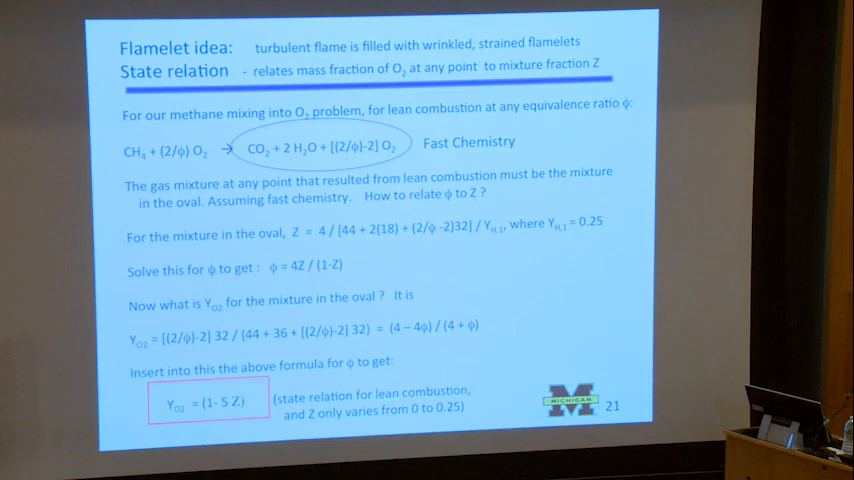 Flamelet idea: turbulent flame is filled with wrinkled, strained flamelets
State relation - relates mass fraction of O₂ at any point to mixture fraction Z
For our methane mixing into O₂ problem, for lean combustion at any equivalence ratio ϕ:
CH₄ + (2/ϕ) O₂ → CO₂ + 2 H₂O + [(2/ϕ)-2] O₂ Fast Chemistry
The gas mixture at any point that resulted from lean combustion must be the mixture
in the oval. Assuming fast chemistry. How to relate ϕ to Z ?
For the mixture in the oval, Z = 4 / [44 + 2(18) + (2/ϕ -2)32] / Y_H,1, where Y_H,1 = 0.25
Solve this for ϕ to get : ϕ = 4Z / (1-Z)
Now what is Y_O2 for the mixture in the oval ? It is
Y_O2 = [(2/ϕ)-2] 32 / {44 + 36 + [(2/ϕ)-2] 32} = (4 – 4ϕ) / (4 + ϕ)
Insert into this the above formula for ϕ to get:
Y_O2 = (1- 5 Z) (state relation for lean combustion,
and Z only varies from 0 to 0.25)
MICHIGAN
21